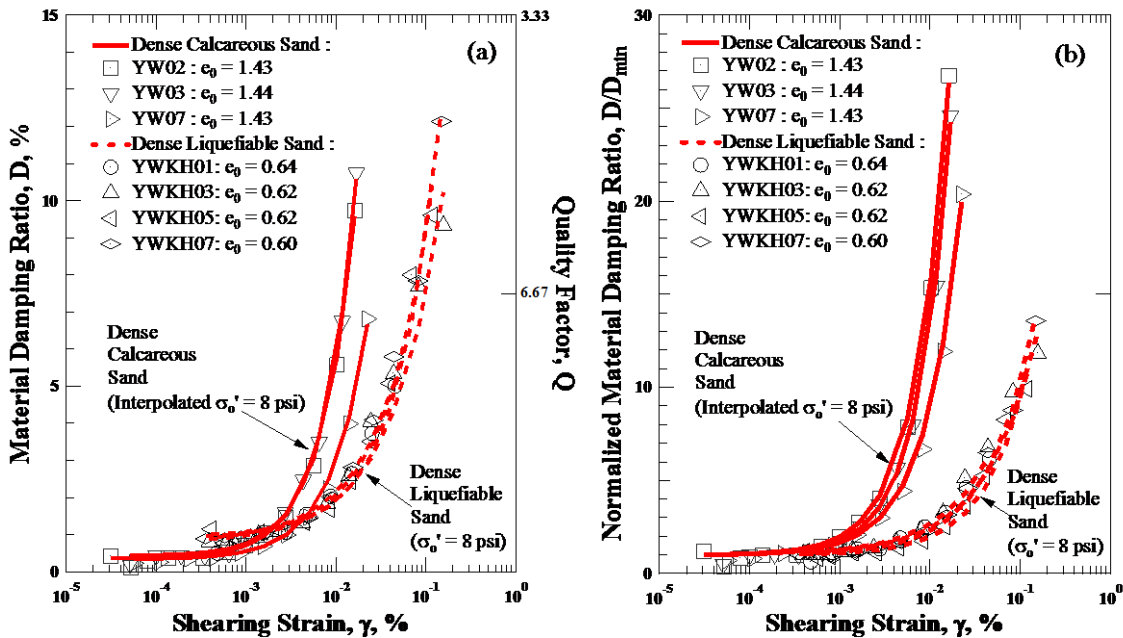 15
10
5
0
Material Damping Ratio, D, %
3.33
6.67
Quality Factor, Q
(a)
Dense Calcareous Sand :
YW02 : e₀ = 1.43
YW03 : e₀ = 1.44
YW07 : e₀ = 1.43
Dense Liquefiable Sand :
YWKH01: e₀ = 0.64
YWKH03: e₀ = 0.62
YWKH05: e₀ = 0.62
YWKH07: e₀ = 0.60
Dense
Calcareous
Sand
(Interpolated σₒ' = 8 psi)
Dense
Liquefiable
Sand
(σₒ' = 8 psi)
10⁻⁵
10⁻⁴
10⁻³
10⁻²
10⁻¹
10⁰
Shearing Strain, γ, %
30
20
10
0
Normalized Material Damping Ratio, D/Dmin
(b)
Dense Calcareous Sand :
YW02 : e₀ = 1.43
YW03 : e₀ = 1.44
YW07 : e₀ = 1.43
Dense Liquefiable Sand :
YWKH01: e₀ = 0.64
YWKH03: e₀ = 0.62
YWKH05: e₀ = 0.62
YWKH07: e₀ = 0.60
Dense
Calcareous
Sand
(Interpolated σₒ' = 8 psi)
Dense
Liquefiable
Sand
(σₒ' = 8 psi)
10⁻⁵
10⁻⁴
10⁻³
10⁻²
10⁻¹
10⁰
Shearing Strain, γ, %